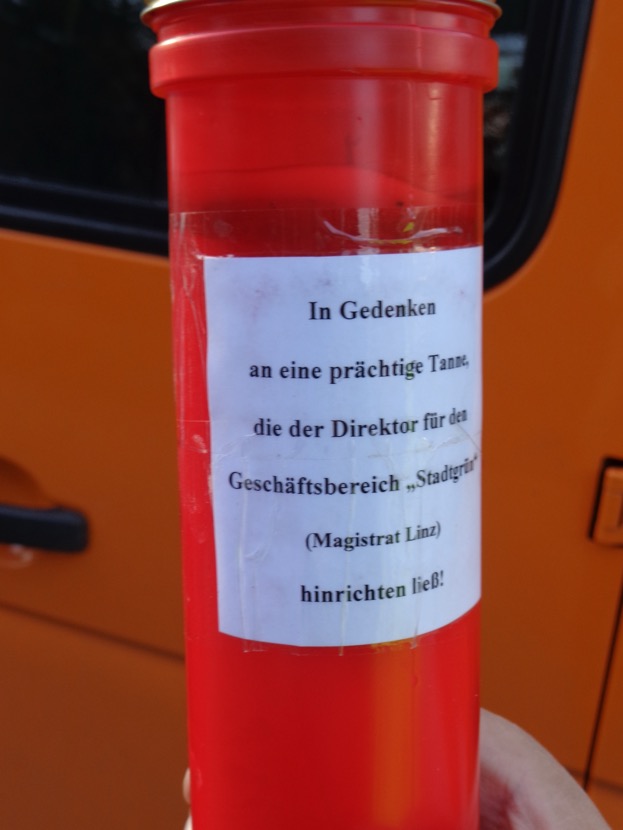 In Gedenken
an eine prächtige Tanne,
die der Direktor für den
Geschäftsbereich „Stadtgrün“
(Magistrat Linz)
hinrichten ließ!